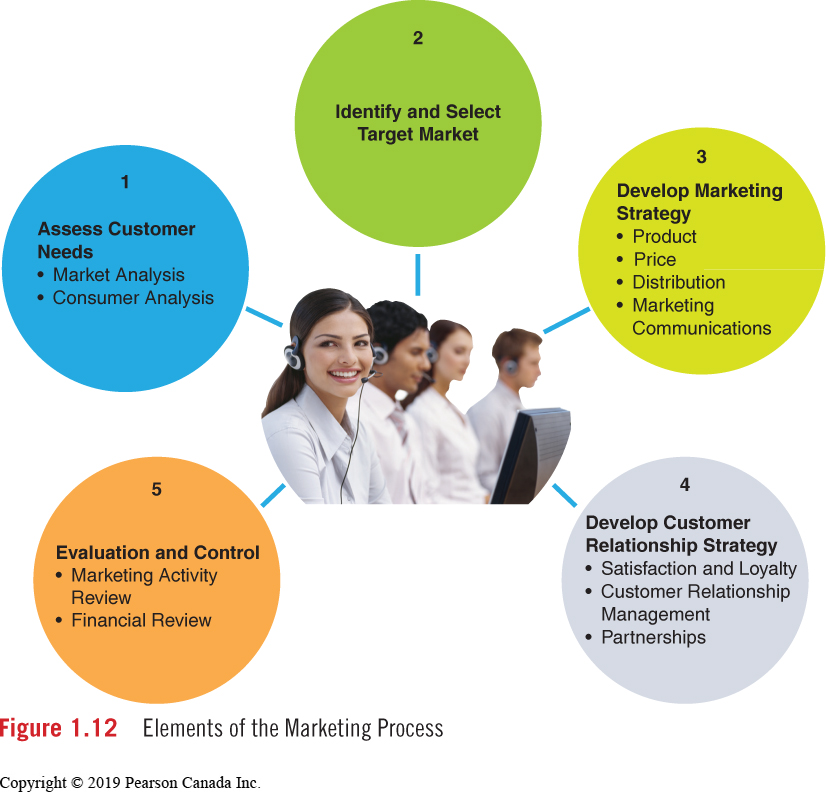 1
Assess Customer
Needs
• Market Analysis
• Consumer Analysis
2
Identify and Select
Target Market
3
Develop Marketing
Strategy
• Product
• Price
• Distribution
• Marketing
Communications
4
Develop Customer
Relationship Strategy
• Satisfaction and Loyalty
• Customer Relationship
Management
• Partnerships
5
Evaluation and Control
• Marketing Activity
Review
• Financial Review
Figure 1.12 Elements of the Marketing Process
Copyright © 2019 Pearson Canada Inc.